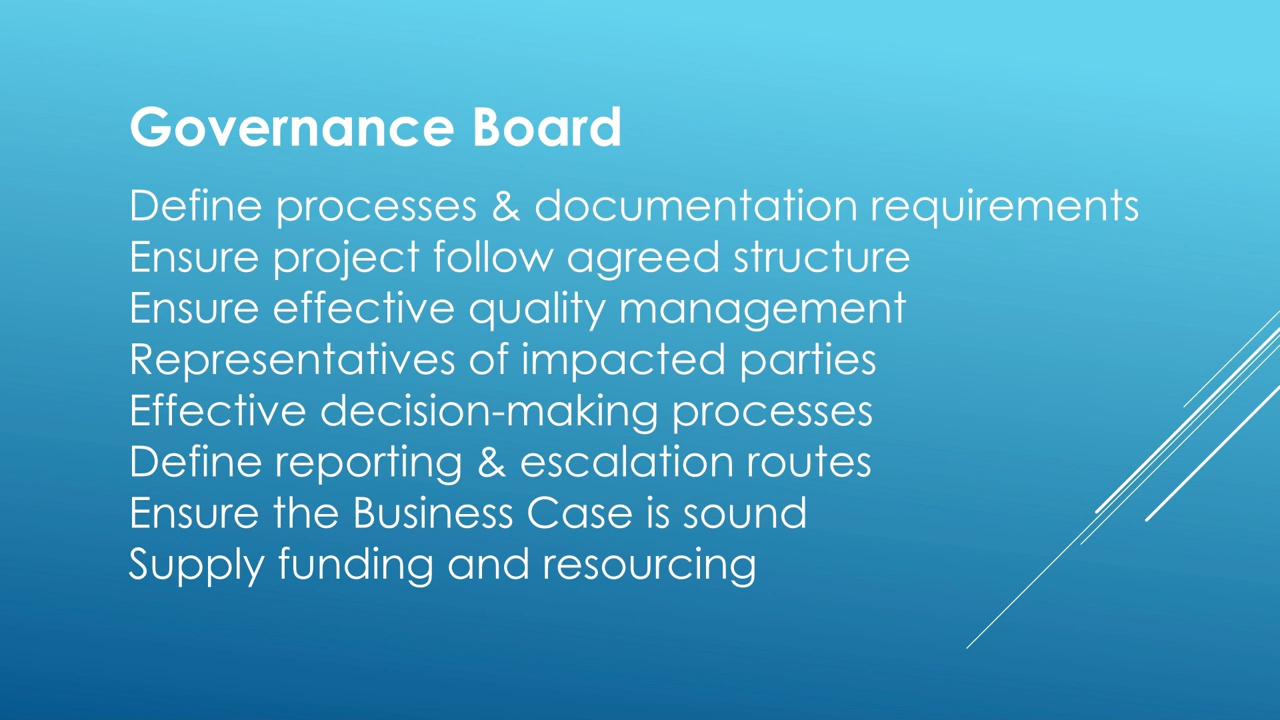 Governance Board
Define processes & documentation requirements
Ensure project follow agreed structure
Ensure effective quality management
Representatives of impacted parties
Effective decision-making processes
Define reporting & escalation routes
Ensure the Business Case is sound
Supply funding and resourcing